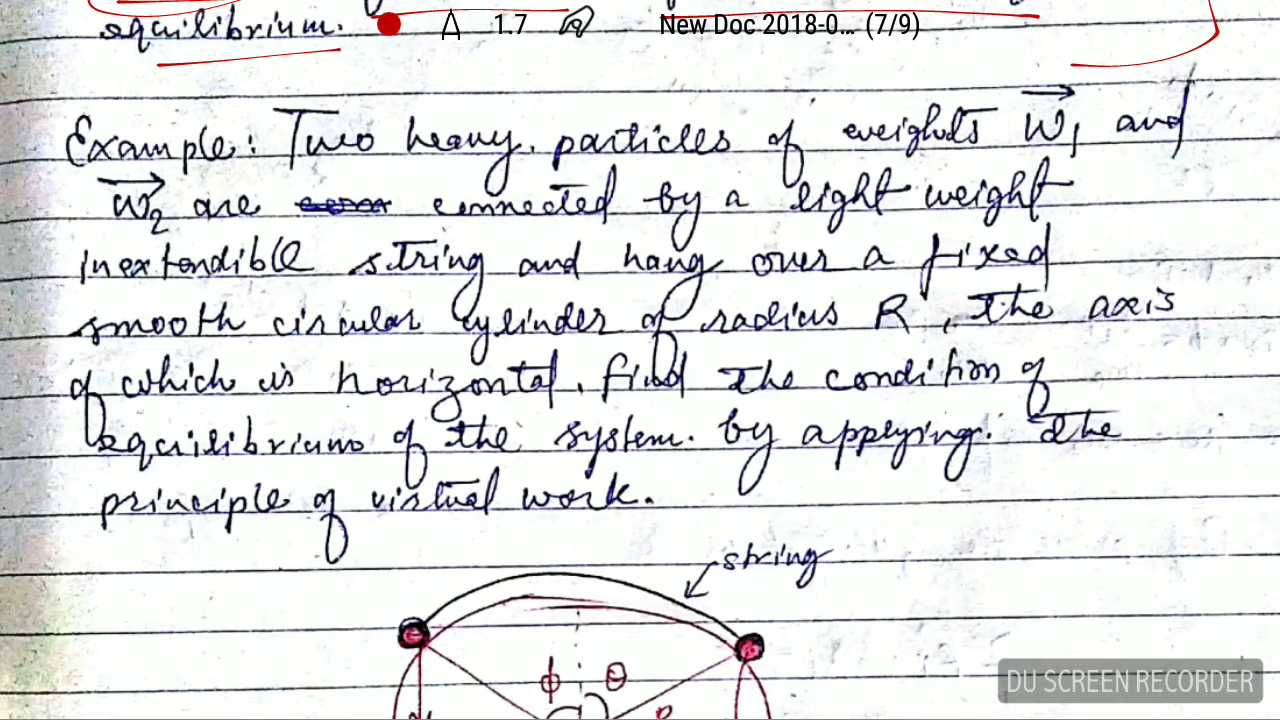 equilibrium.
1.7 New Doc 2018-0... (7/9)
Example: Two heavy particles of weights W₁ and
W₂ are connected by a light weight
inextendible string and hang over a fixed
smooth circular cylinder of radius R, the axis
of which is horizontal. find the condition of
equilibrium of the system. by applying. the
principle of virtual work.
string
φ θ
R
DU SCREEN RECORDER